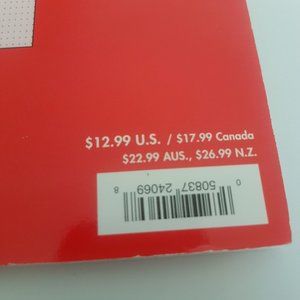 $12.99 U.S. / $17.99 Canada
$22.99 AUS., $26.99 N.Z.
0 50837 24069 8